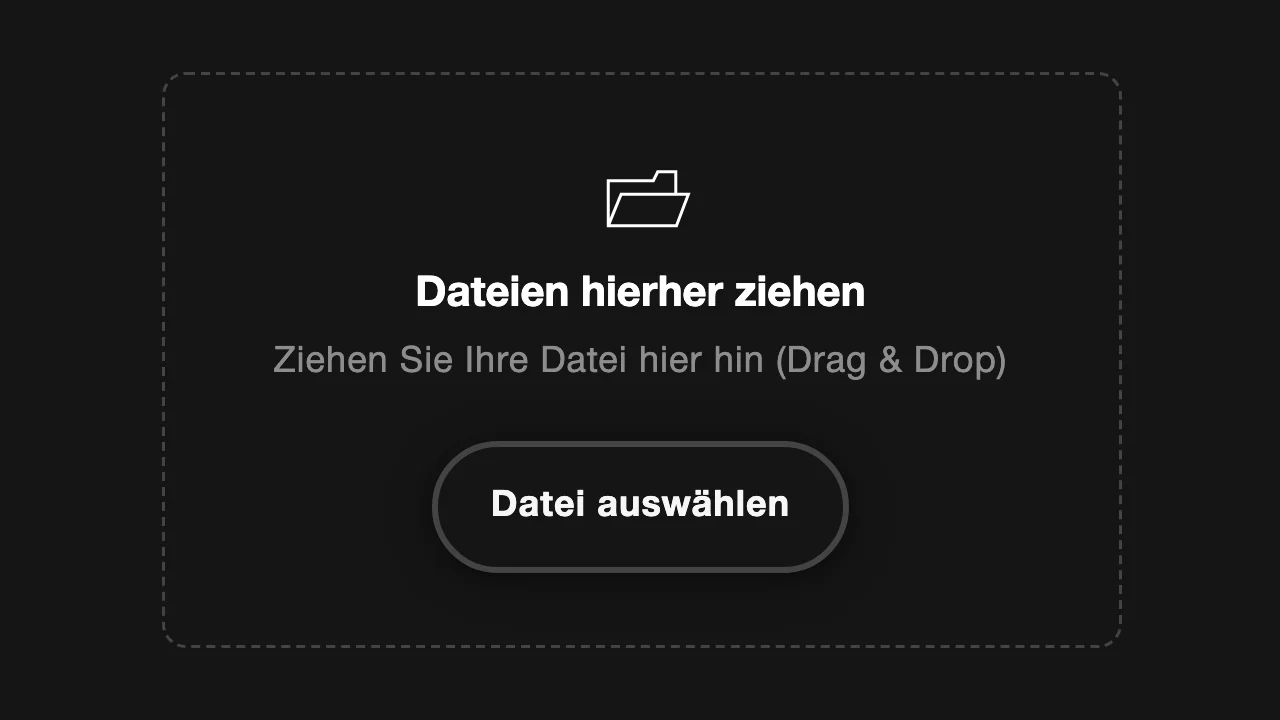 Dateien hierher ziehen
Ziehen Sie Ihre Datei hier hin (Drag & Drop)
Datei auswählen